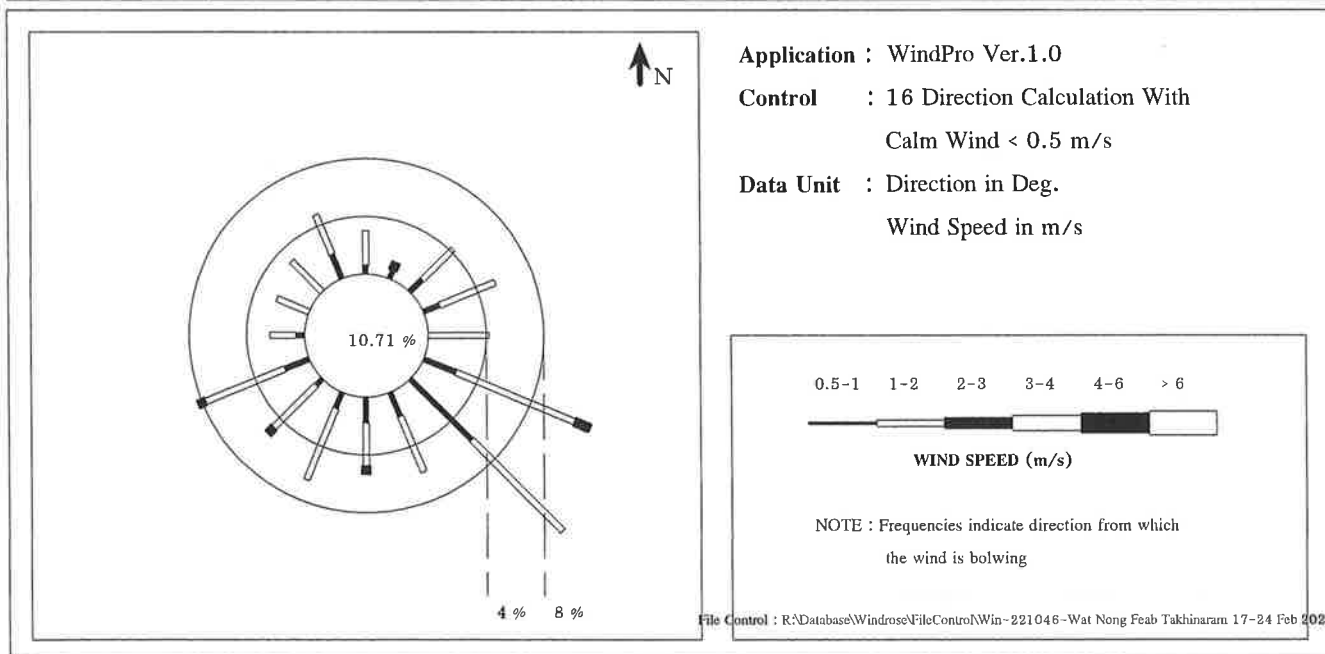 N
10.71 %
4 % 8 %
Application : WindPro Ver.1.0
Control : 16 Direction Calculation With
Calm Wind < 0.5 m/s
Data Unit : Direction in Deg.
Wind Speed in m/s
0.5-1 1-2 2-3 3-4 4-6 > 6
WIND SPEED (m/s)
NOTE : Frequencies indicate direction from which
the wind is bolwing
File Control : R:\Database\Windrose\FileControl\Win-221046-Wat Nong Feab Takhinaram 17-24 Feb 202